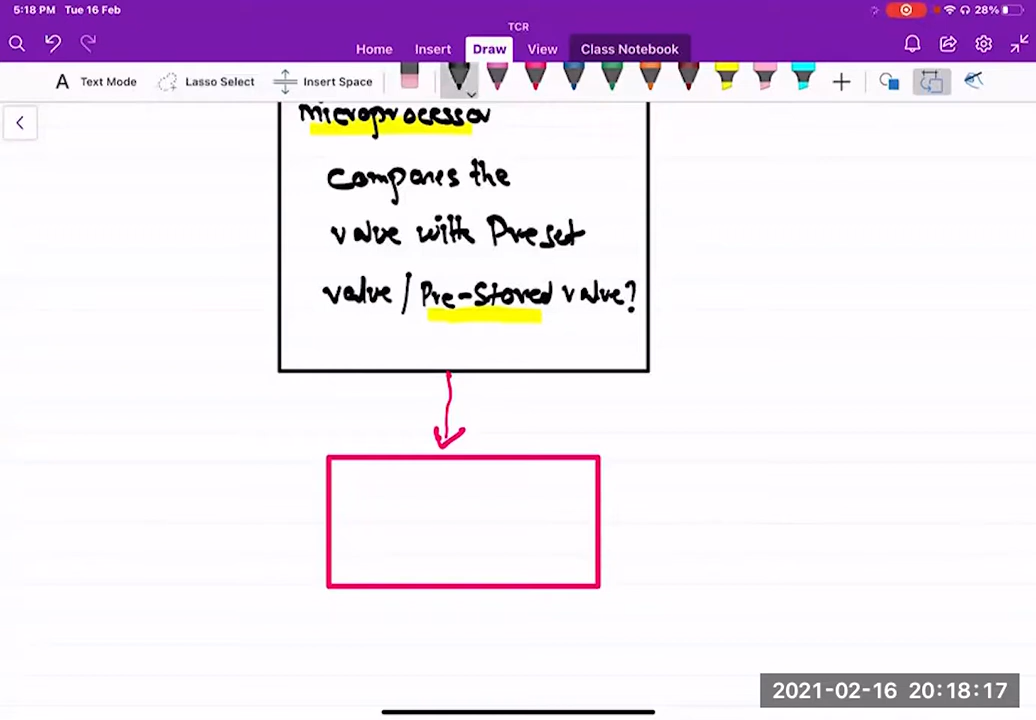 5:18 PM Tue 16 Feb
28%
TCR
Home Insert Draw View Class Notebook
A Text Mode Lasso Select Insert Space
microprocessor
compares the
value with Preset
value / Pre-Stored value?
2021-02-16 20:18:17